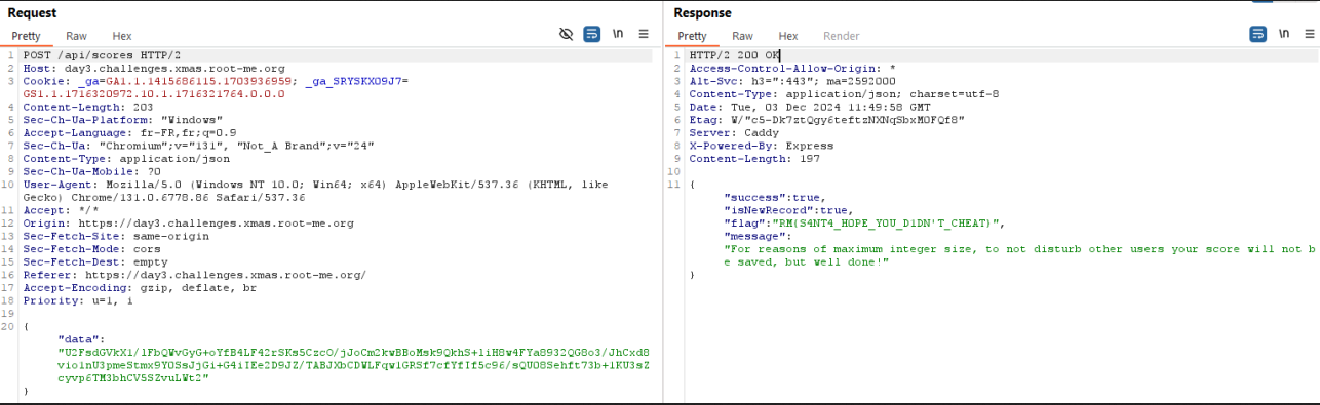 Request
Pretty Raw Hex \n
1 POST /api/scores HTTP/2
2 Host: day3.challenges.xmas.root-me.org
3 Cookie: _ga=GA1.1.1415686115.1703936959; _ga_SRYSKX09J7=
GS1.1.1716320972.10.1.1716321764.0.0.0
4 Content-Length: 203
5 Sec-Ch-Ua-Platform: "Windows"
6 Accept-Language: fr-FR,fr;q=0.9
7 Sec-Ch-Ua: "Chromium";v="131", "Not_A Brand";v="24"
8 Content-Type: application/json
9 Sec-Ch-Ua-Mobile: ?0
10 User-Agent: Mozilla/5.0 (Windows NT 10.0; Win64; x64) AppleWebKit/537.36 (KHTML, like
Gecko) Chrome/131.0.6778.86 Safari/537.36
11 Accept: */*
12 Origin: https://day3.challenges.xmas.root-me.org
13 Sec-Fetch-Site: same-origin
14 Sec-Fetch-Mode: cors
15 Sec-Fetch-Dest: empty
16 Referer: https://day3.challenges.xmas.root-me.org/
17 Accept-Encoding: gzip, deflate, br
18 Priority: u=1, i
19
20 {
"data":
}
Response
Pretty Raw Hex Render \n
1 HTTP/2 200 OK
2 Access-Control-Allow-Origin: *
3 Alt-Svc: h3=":443"; ma=2592000
4 Content-Type: application/json; charset=utf-8
5 Date: Tue, 03 Dec 2024 11:49:58 GMT
6 Etag: W/"c5-Dk7ztQgy6teftzNXNqSbxM0FQf8"
7 Server: Caddy
8 X-Powered-By: Express
9 Content-Length: 197
10
11 {
"success":true,
"isNewRecord":true,
"flag":"RM{S4NT4_HOPE_YOU_D1DN'T_CHEAT}",
"message":
"For reasons of maximum integer size, to not disturb other users your score will not b
e saved, but well done!"
}